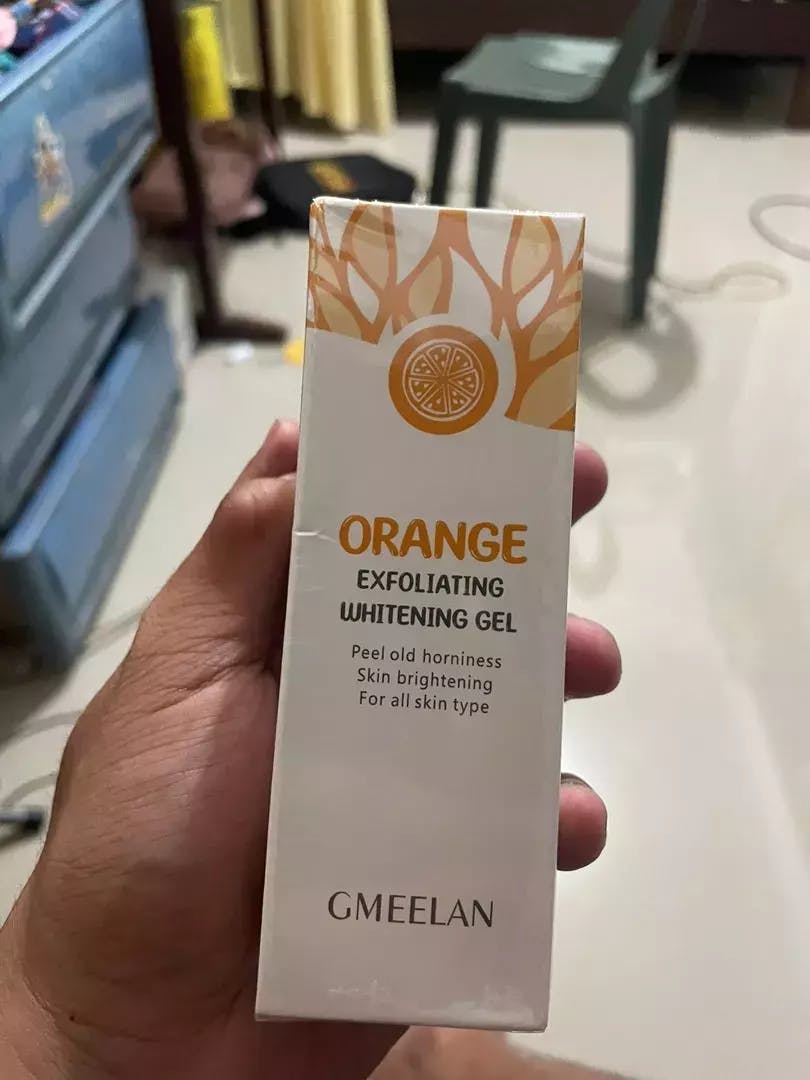 ORANGE
EXFOLIATING
WHITENING GEL
Peel old horniness
Skin brightening
For all skin type
GMEELAN